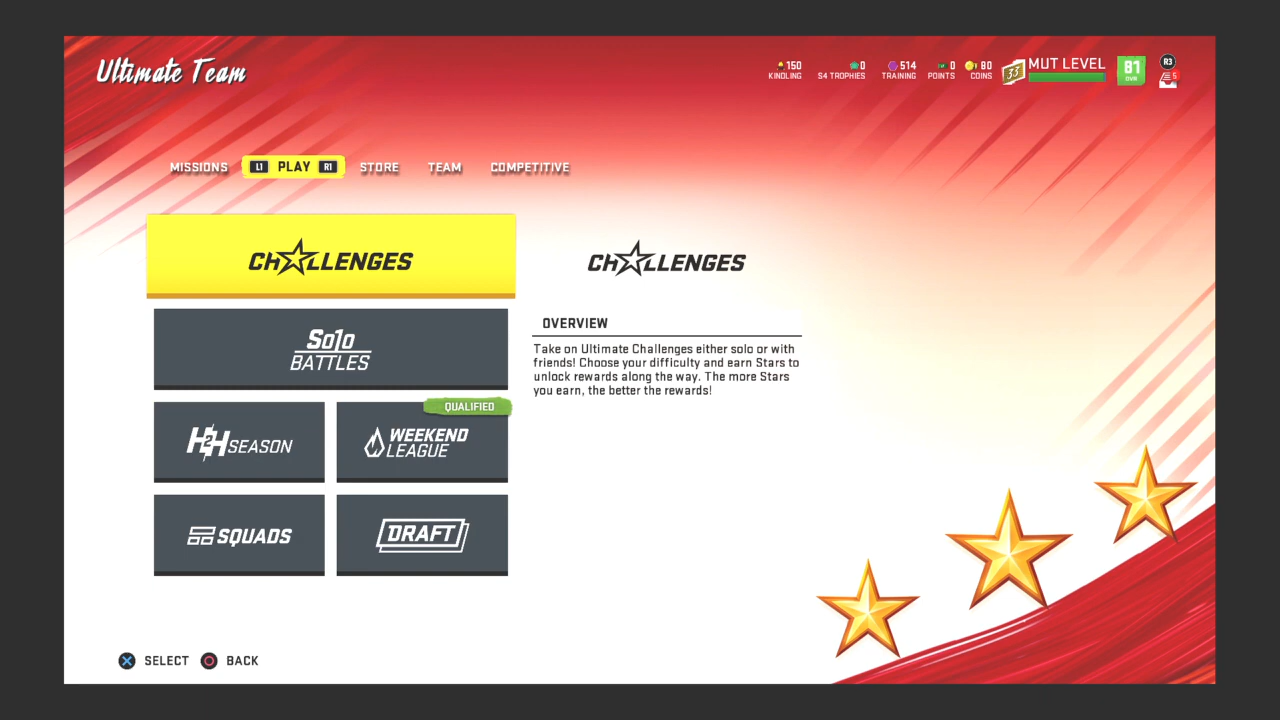 Ultimate Team
150
KINDLING
0
S4 TROPHIES
514
TRAINING
0
POINTS
80
COINS
33
MUT LEVEL
81
OVR
R3
5
MISSIONS
L1 PLAY R1
STORE
TEAM
COMPETITIVE
CHALLENGES
CHALLENGES
OVERVIEW
Take on Ultimate Challenges either solo or with
friends! Choose your difficulty and earn Stars to
unlock rewards along the way. The more Stars
you earn, the better the rewards!
Solo
BATTLES
H2H SEASON
QUALIFIED
WEEKEND
LEAGUE
SQUADS
DRAFT
SELECT
BACK